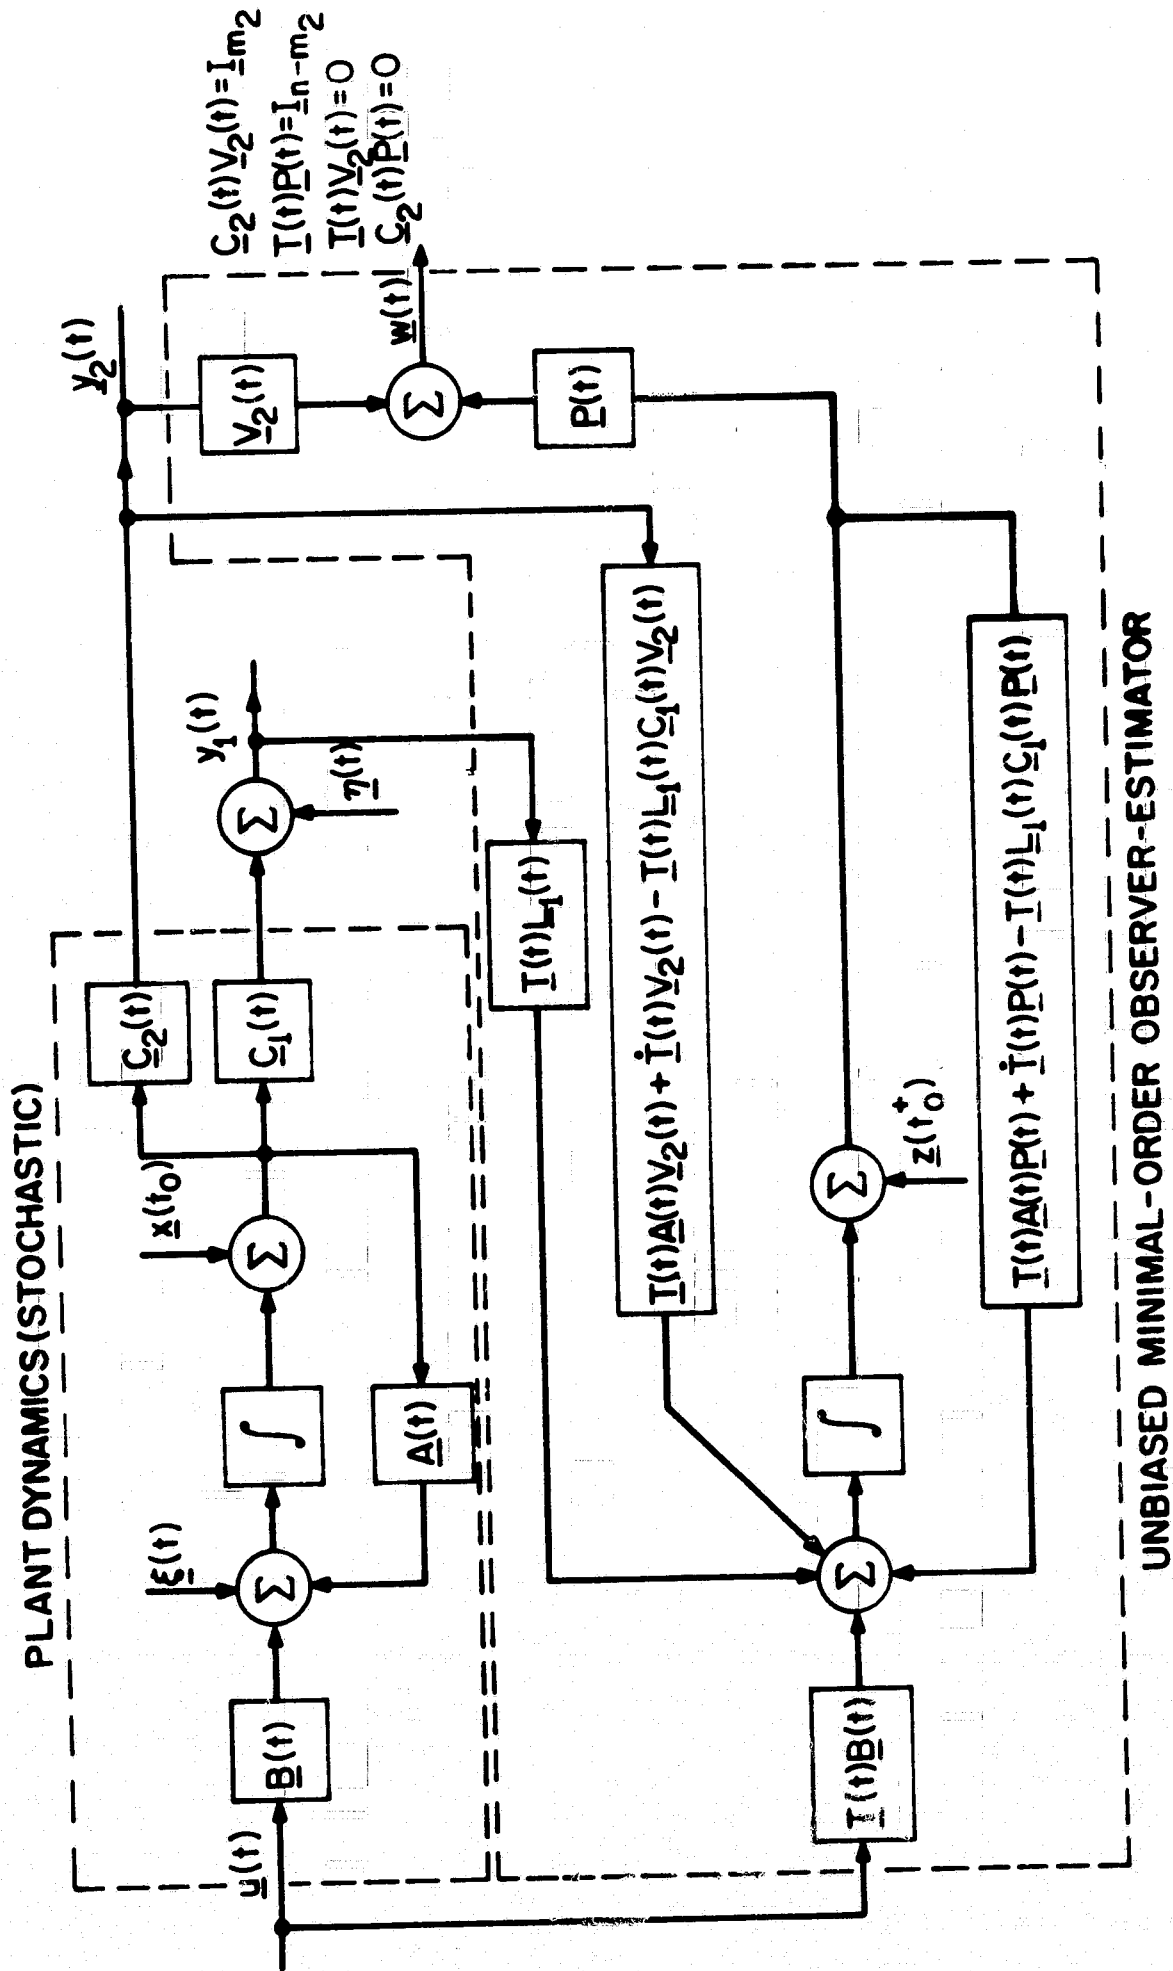 PLANT DYNAMICS (STOCHASTIC)
u(t)
B(t)
ξ(t)
Σ
∫
A(t)
x(t₀)
Σ
C₂(t)
C₁(t)
Σ
η(t)
y₁(t)
y₂(t)
C₂(t)V₂(t)=Im₂
T(t)P(t)=In-m₂
T(t)V₂(t)=0
C₂(t)P(t)=0
V₂(t)
Σ
w(t)
P(t)
T(t)L₁(t)
T(t)A(t)V₂(t) + Ṫ(t)V₂(t) - T(t)L₁(t)C₁(t)V₂(t)
T(t)B(t)
Σ
∫
Σ
z(t₀⁺)
T(t)A(t)P(t) + Ṫ(t)P(t) - T(t)L₁(t)C₁(t)P(t)
UNBIASED MINIMAL-ORDER OBSERVER-ESTIMATOR